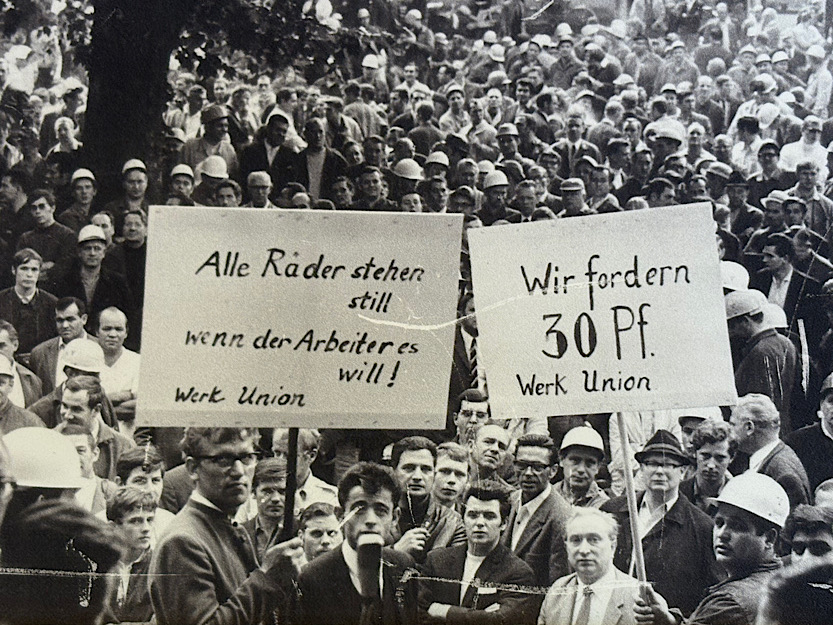 Alle Räder stehen
still
wenn der Arbeiter es
will!
Werk Union
Wir fordern
30 Pf.
Werk Union